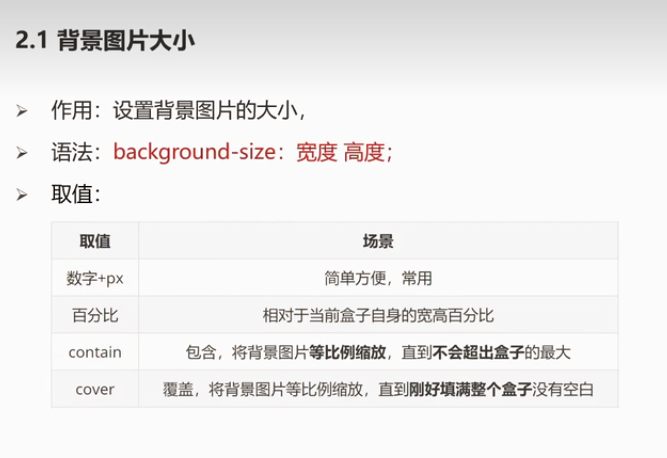 2.1 背景图片大小
作用：设置背景图片的大小，
语法：background-size：宽度 高度；
取值：
取值 场景
数字+px 简单方便，常用
百分比 相对于当前盒子自身的宽高百分比
contain 包含，将背景图片等比例缩放，直到不会超出盒子的最大
cover 覆盖，将背景图片等比例缩放，直到刚好填满整个盒子没有空白